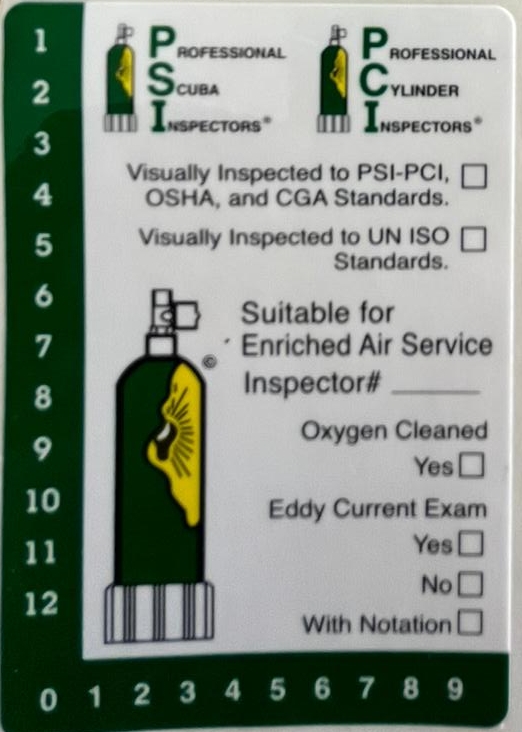 1
2
3
4
5
6
7
8
9
10
11
12
PROFESSIONAL
SCUBA
INSPECTORS®
PROFESSIONAL
CYLINDER
INSPECTORS®
Visually Inspected to PSI-PCI,
OSHA, and CGA Standards.
Visually Inspected to UN ISO
Standards.
Suitable for
Enriched Air Service
Inspector# ______
©
Oxygen Cleaned
Yes
Eddy Current Exam
Yes
No
With Notation
0 1 2 3 4 5 6 7 8 9